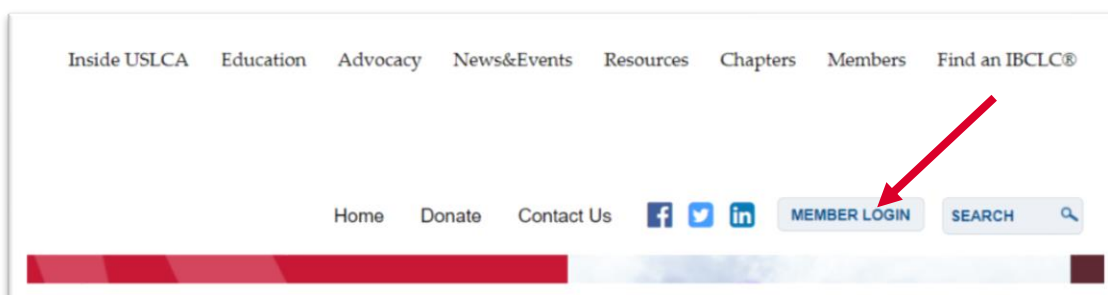 Inside USLCA Education Advocacy News&Events Resources Chapters Members Find an IBCLC®
Home Donate Contact Us f in MEMBER LOGIN SEARCH